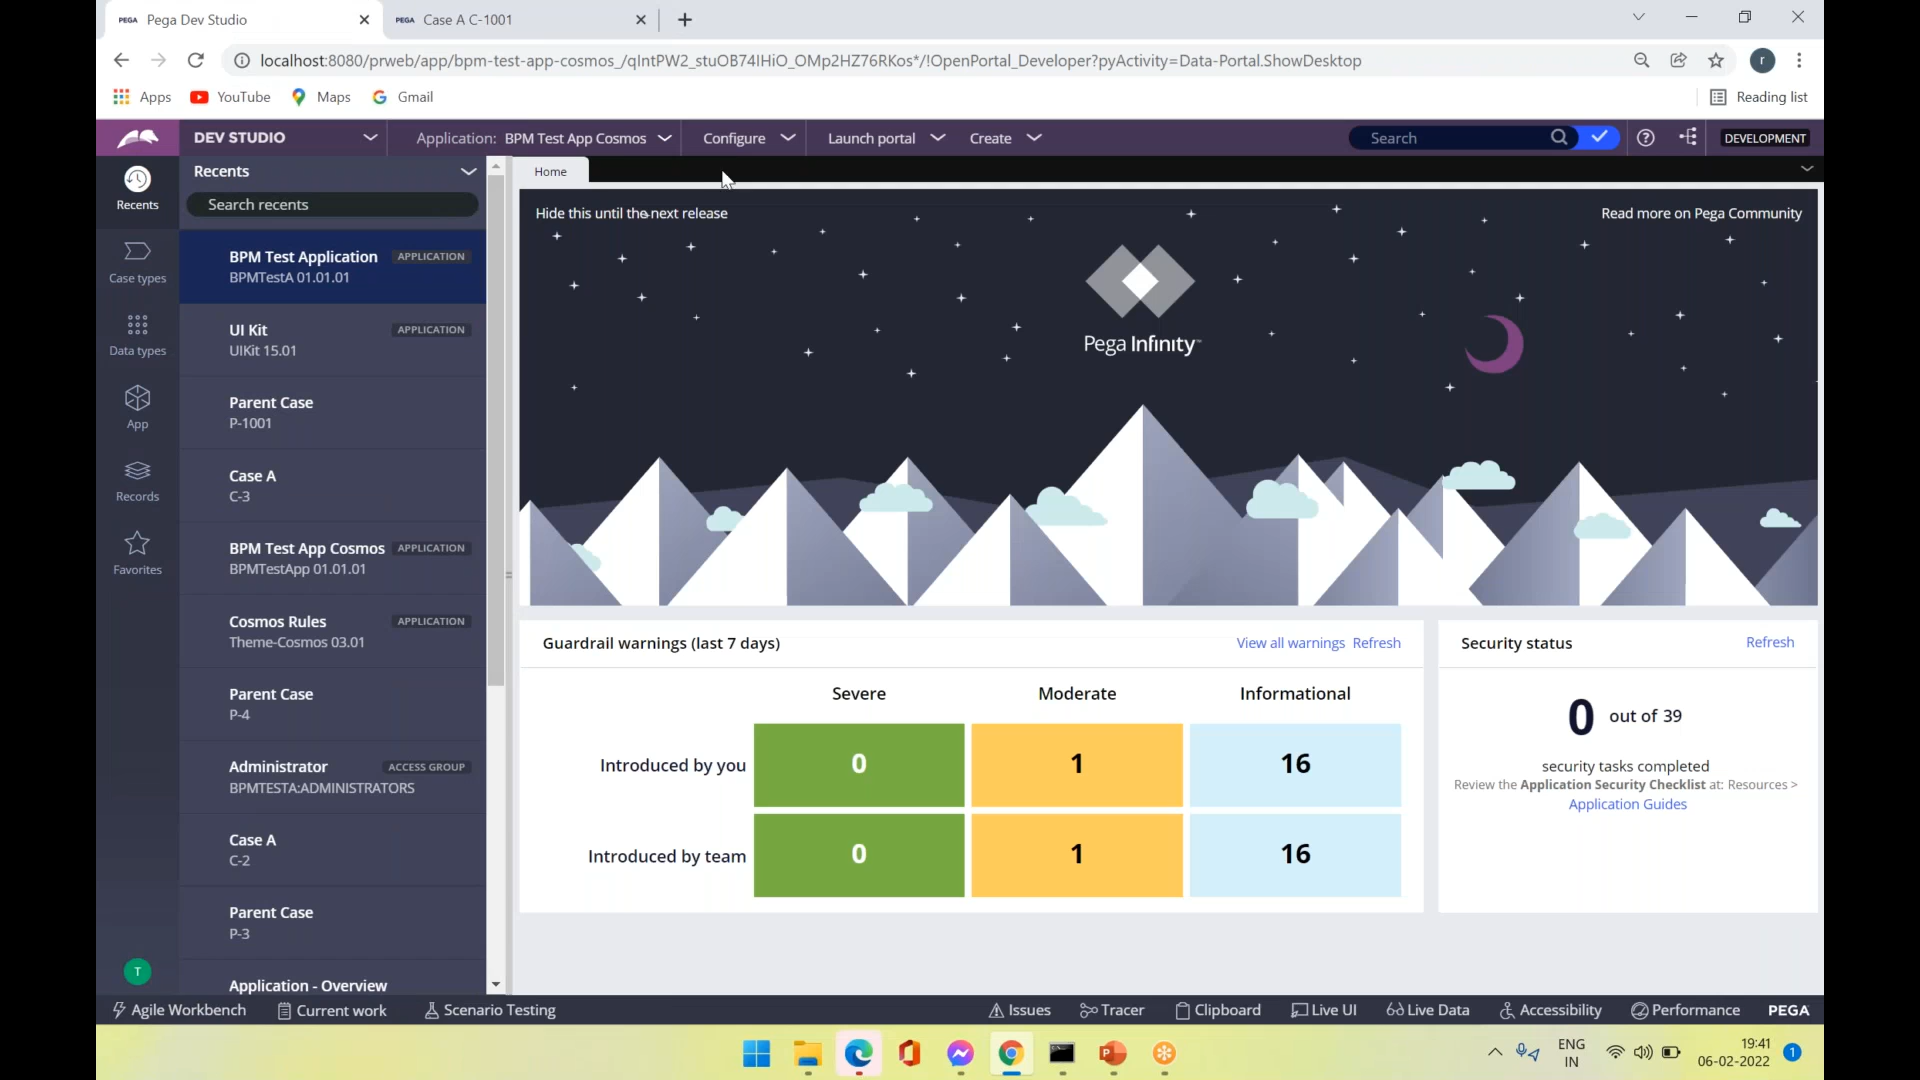 PEGA Pega Dev Studio
PEGA Case A C-1001
localhost:8080/prweb/app/bpm-test-app-cosmos_/qIntPW2_stuOB74IHiO_OMp2HZ76RKos*/!OpenPortal_Developer?pyActivity=Data-Portal.ShowDesktop
r
Apps YouTube Maps Gmail Reading list
DEV STUDIO Application: BPM Test App Cosmos Configure Launch portal Create Search DEVELOPMENT
Recents
Case types
Data types
App
Records
Favorites
T
Recents
Search recents
BPM Test Application APPLICATION
BPMTestA 01.01.01
UI Kit APPLICATION
UIKit 15.01
Parent Case
P-1001
Case A
C-3
BPM Test App Cosmos APPLICATION
BPMTestApp 01.01.01
Cosmos Rules APPLICATION
Theme-Cosmos 03.01
Parent Case
P-4
Administrator ACCESS GROUP
BPMTESTA:ADMINISTRATORS
Case A
C-2
Parent Case
P-3
Application - Overview
Home
Hide this until the next release Read more on Pega Community
Pega Infinity™
Guardrail warnings (last 7 days) View all warnings Refresh
Severe Moderate Informational
Introduced by you 0 1 16
Introduced by team 0 1 16
Security status Refresh
0 out of 39
security tasks completed
Review the Application Security Checklist at: Resources >
Application Guides
Agile Workbench Current work Scenario Testing Issues Tracer Clipboard Live UI Live Data Accessibility Performance PEGA
ENG
IN
19:41
06-02-2022
1